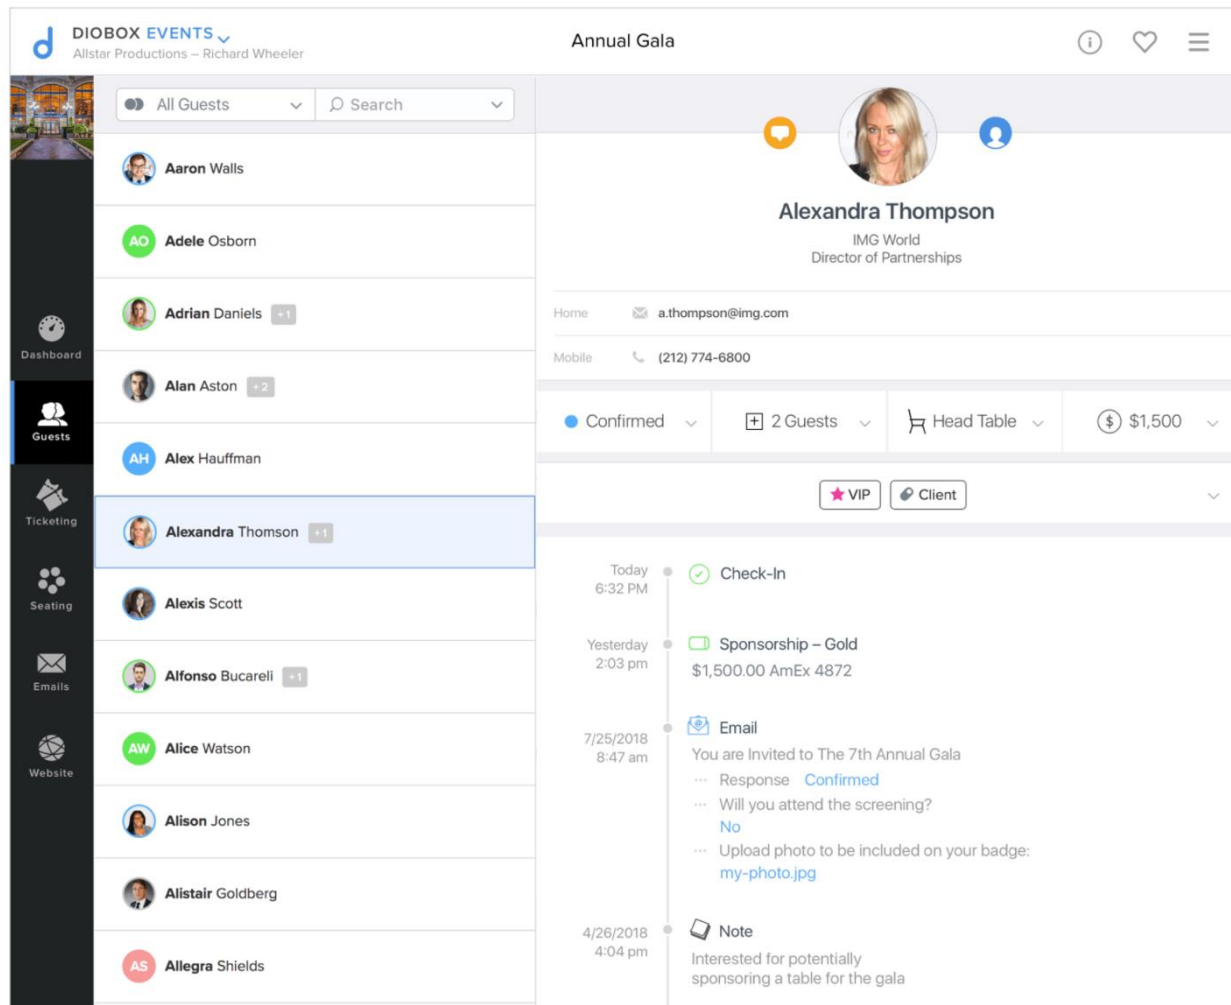 DIOBOX EVENTS
Allstar Productions – Richard Wheeler
Annual Gala
All Guests
Search
Aaron Walls
AO
Adele Osborn
Adrian Daniels +1
Alan Aston +2
AH
Alex Hauffman
Alexandra Thomson +1
Alexis Scott
Alfonso Bucareli +1
AW
Alice Watson
Alison Jones
Alistair Goldberg
AS
Allegra Shields
Dashboard
Guests
Ticketing
Seating
Emails
Website
Alexandra Thompson
IMG World
Director of Partnerships
Home a.thompson@img.com
Mobile (212) 774-6800
Confirmed
2 Guests
Head Table
$ $1,500
VIP
Client
Today
6:32 PM
Check-In
Yesterday
2:03 pm
Sponsorship – Gold
$1,500.00 AmEx 4872
7/25/2018
8:47 am
Email
You are Invited to The 7th Annual Gala
Response Confirmed
Will you attend the screening?
No
Upload photo to be included on your badge:
my-photo.jpg
4/26/2018
4:04 pm
Note
Interested for potentially
sponsoring a table for the gala